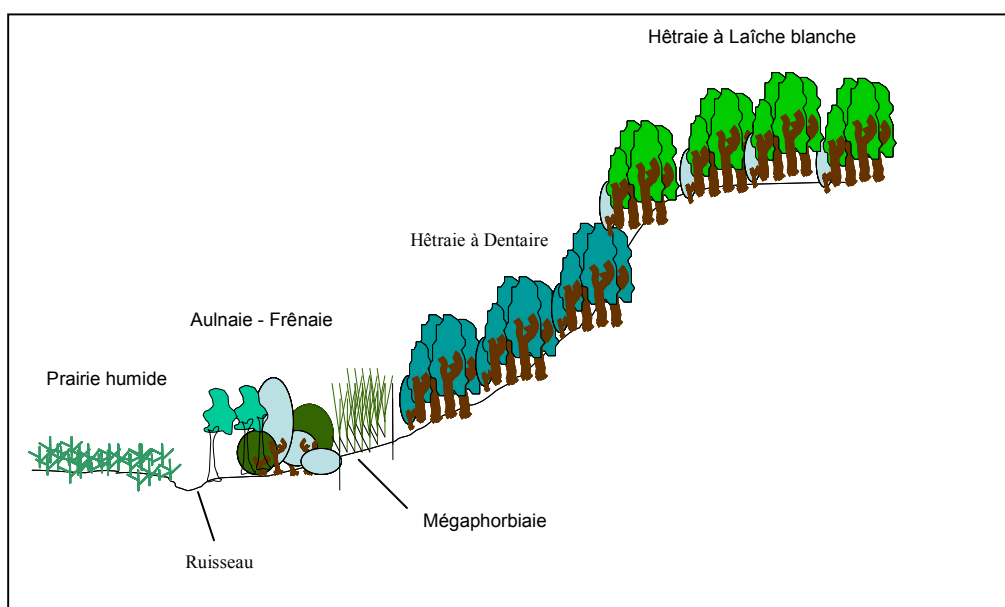 Hêtraie à Laîche blanche
Hêtraie à Dentaire
Aulnaie - Frênaie
Prairie humide
Mégaphorbiaie
Ruisseau